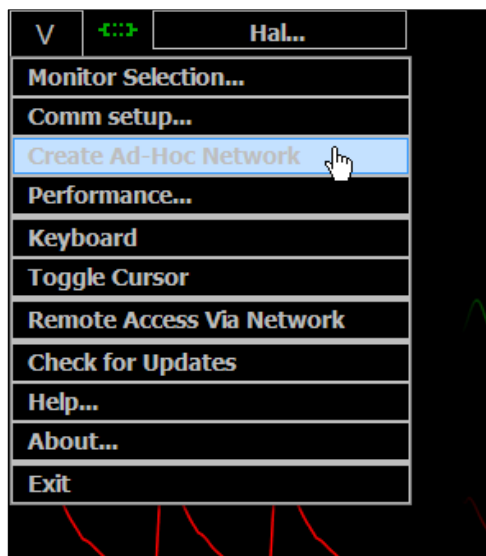 V Hal...
Monitor Selection...
Comm setup...
Create Ad-Hoc Network
Performance...
Keyboard
Toggle Cursor
Remote Access Via Network
Check for Updates
Help...
About...
Exit